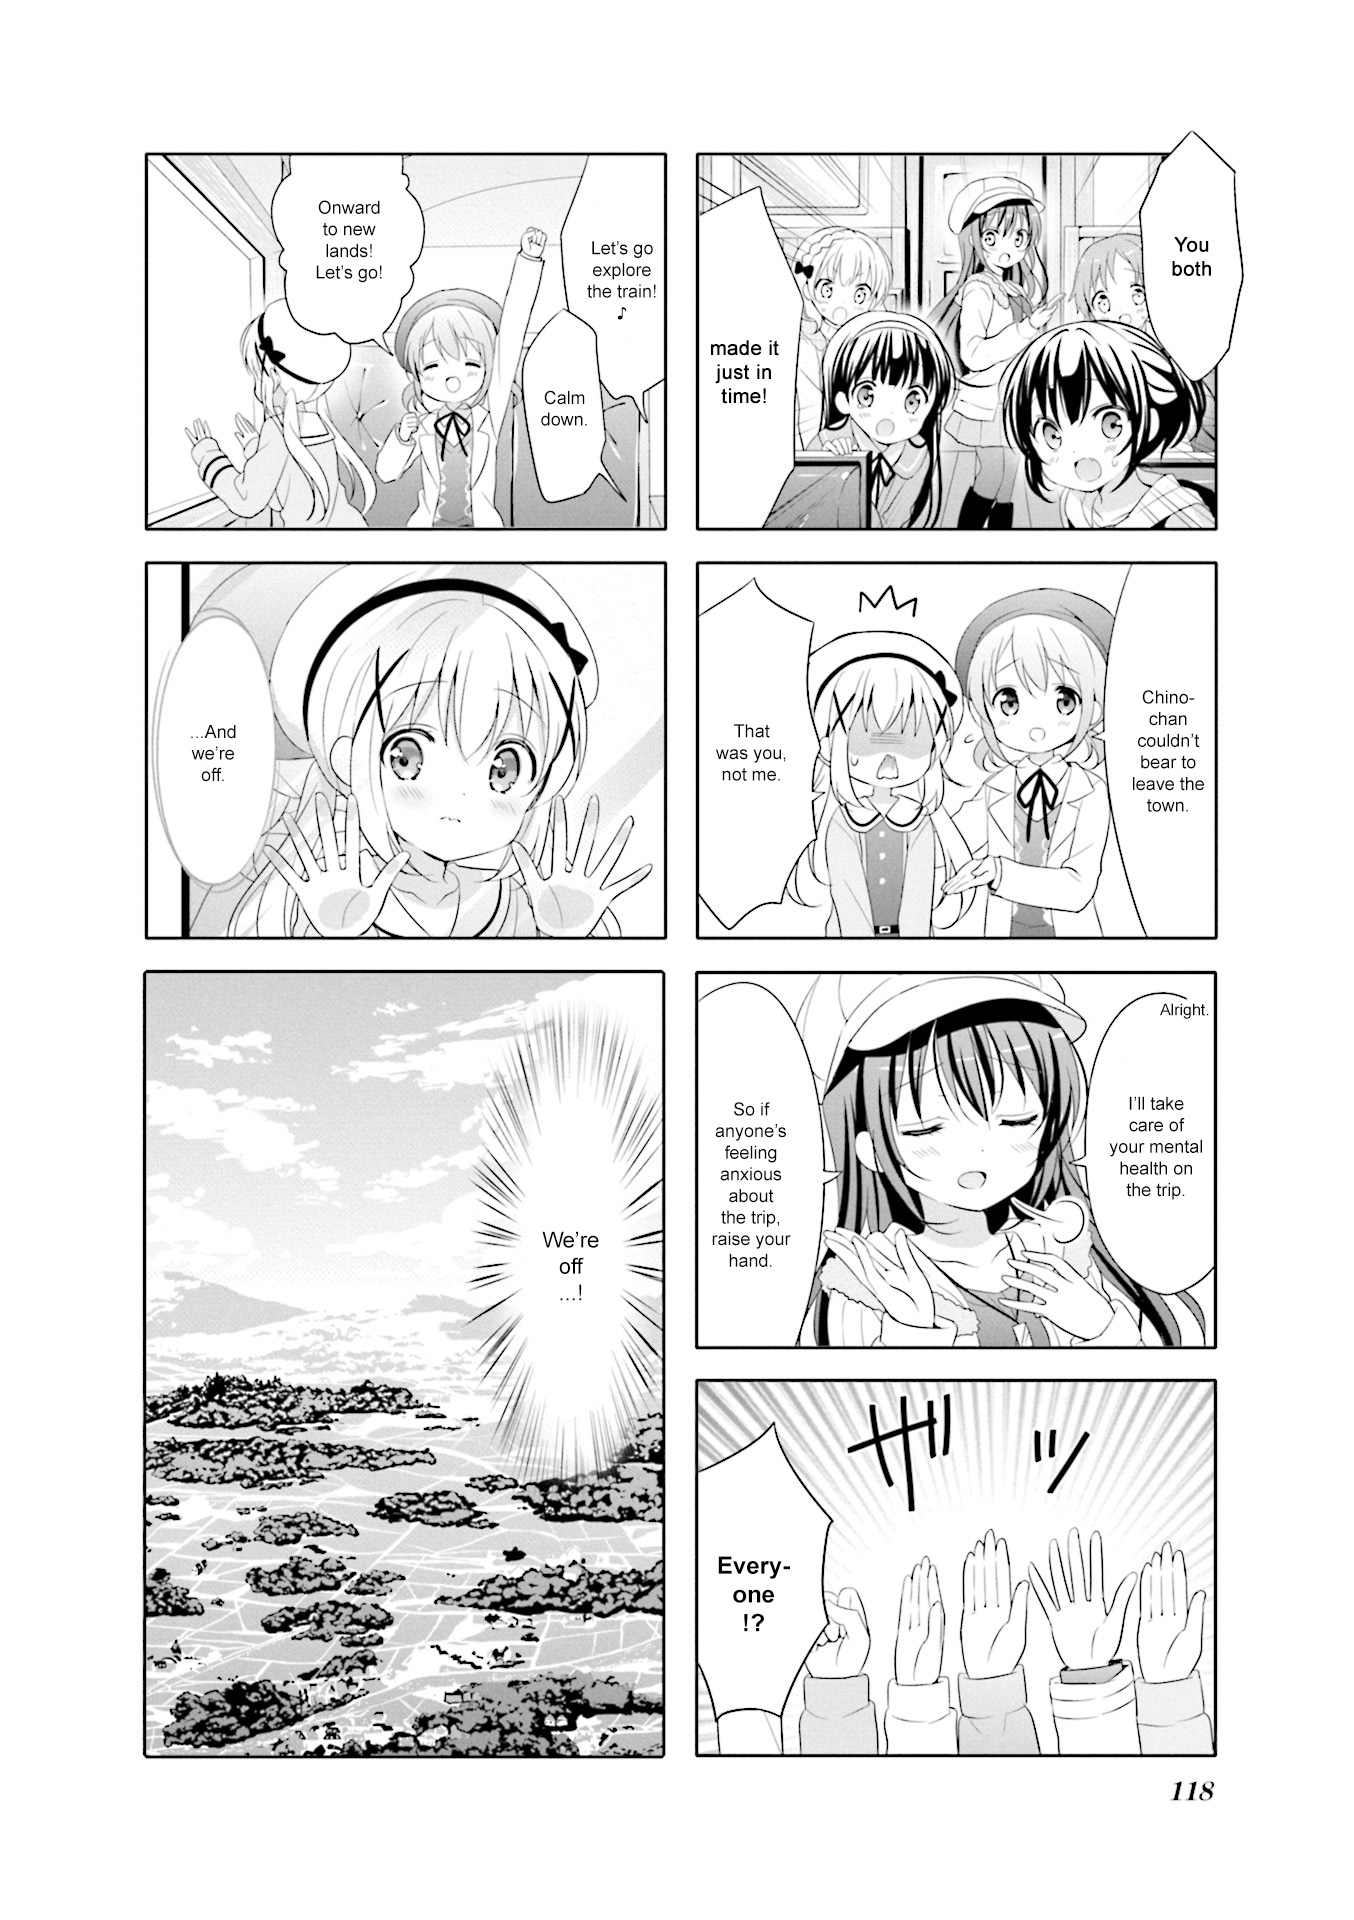 You
both
made it
just in
time!
Chino-
chan
couldn't
bear to
leave the
town.
That
was you,
not me.
Alright.
I'll take
care of
your mental
health on
the trip.
So if
anyone's
feeling
anxious
about
the trip,
raise your
hand.
ザッ
Every-
one
!?
Let's go
explore
the train!
♪
Calm
down.
Onward
to new
lands!
Let's go!
...And
we're
off.
We're
off
...!
118